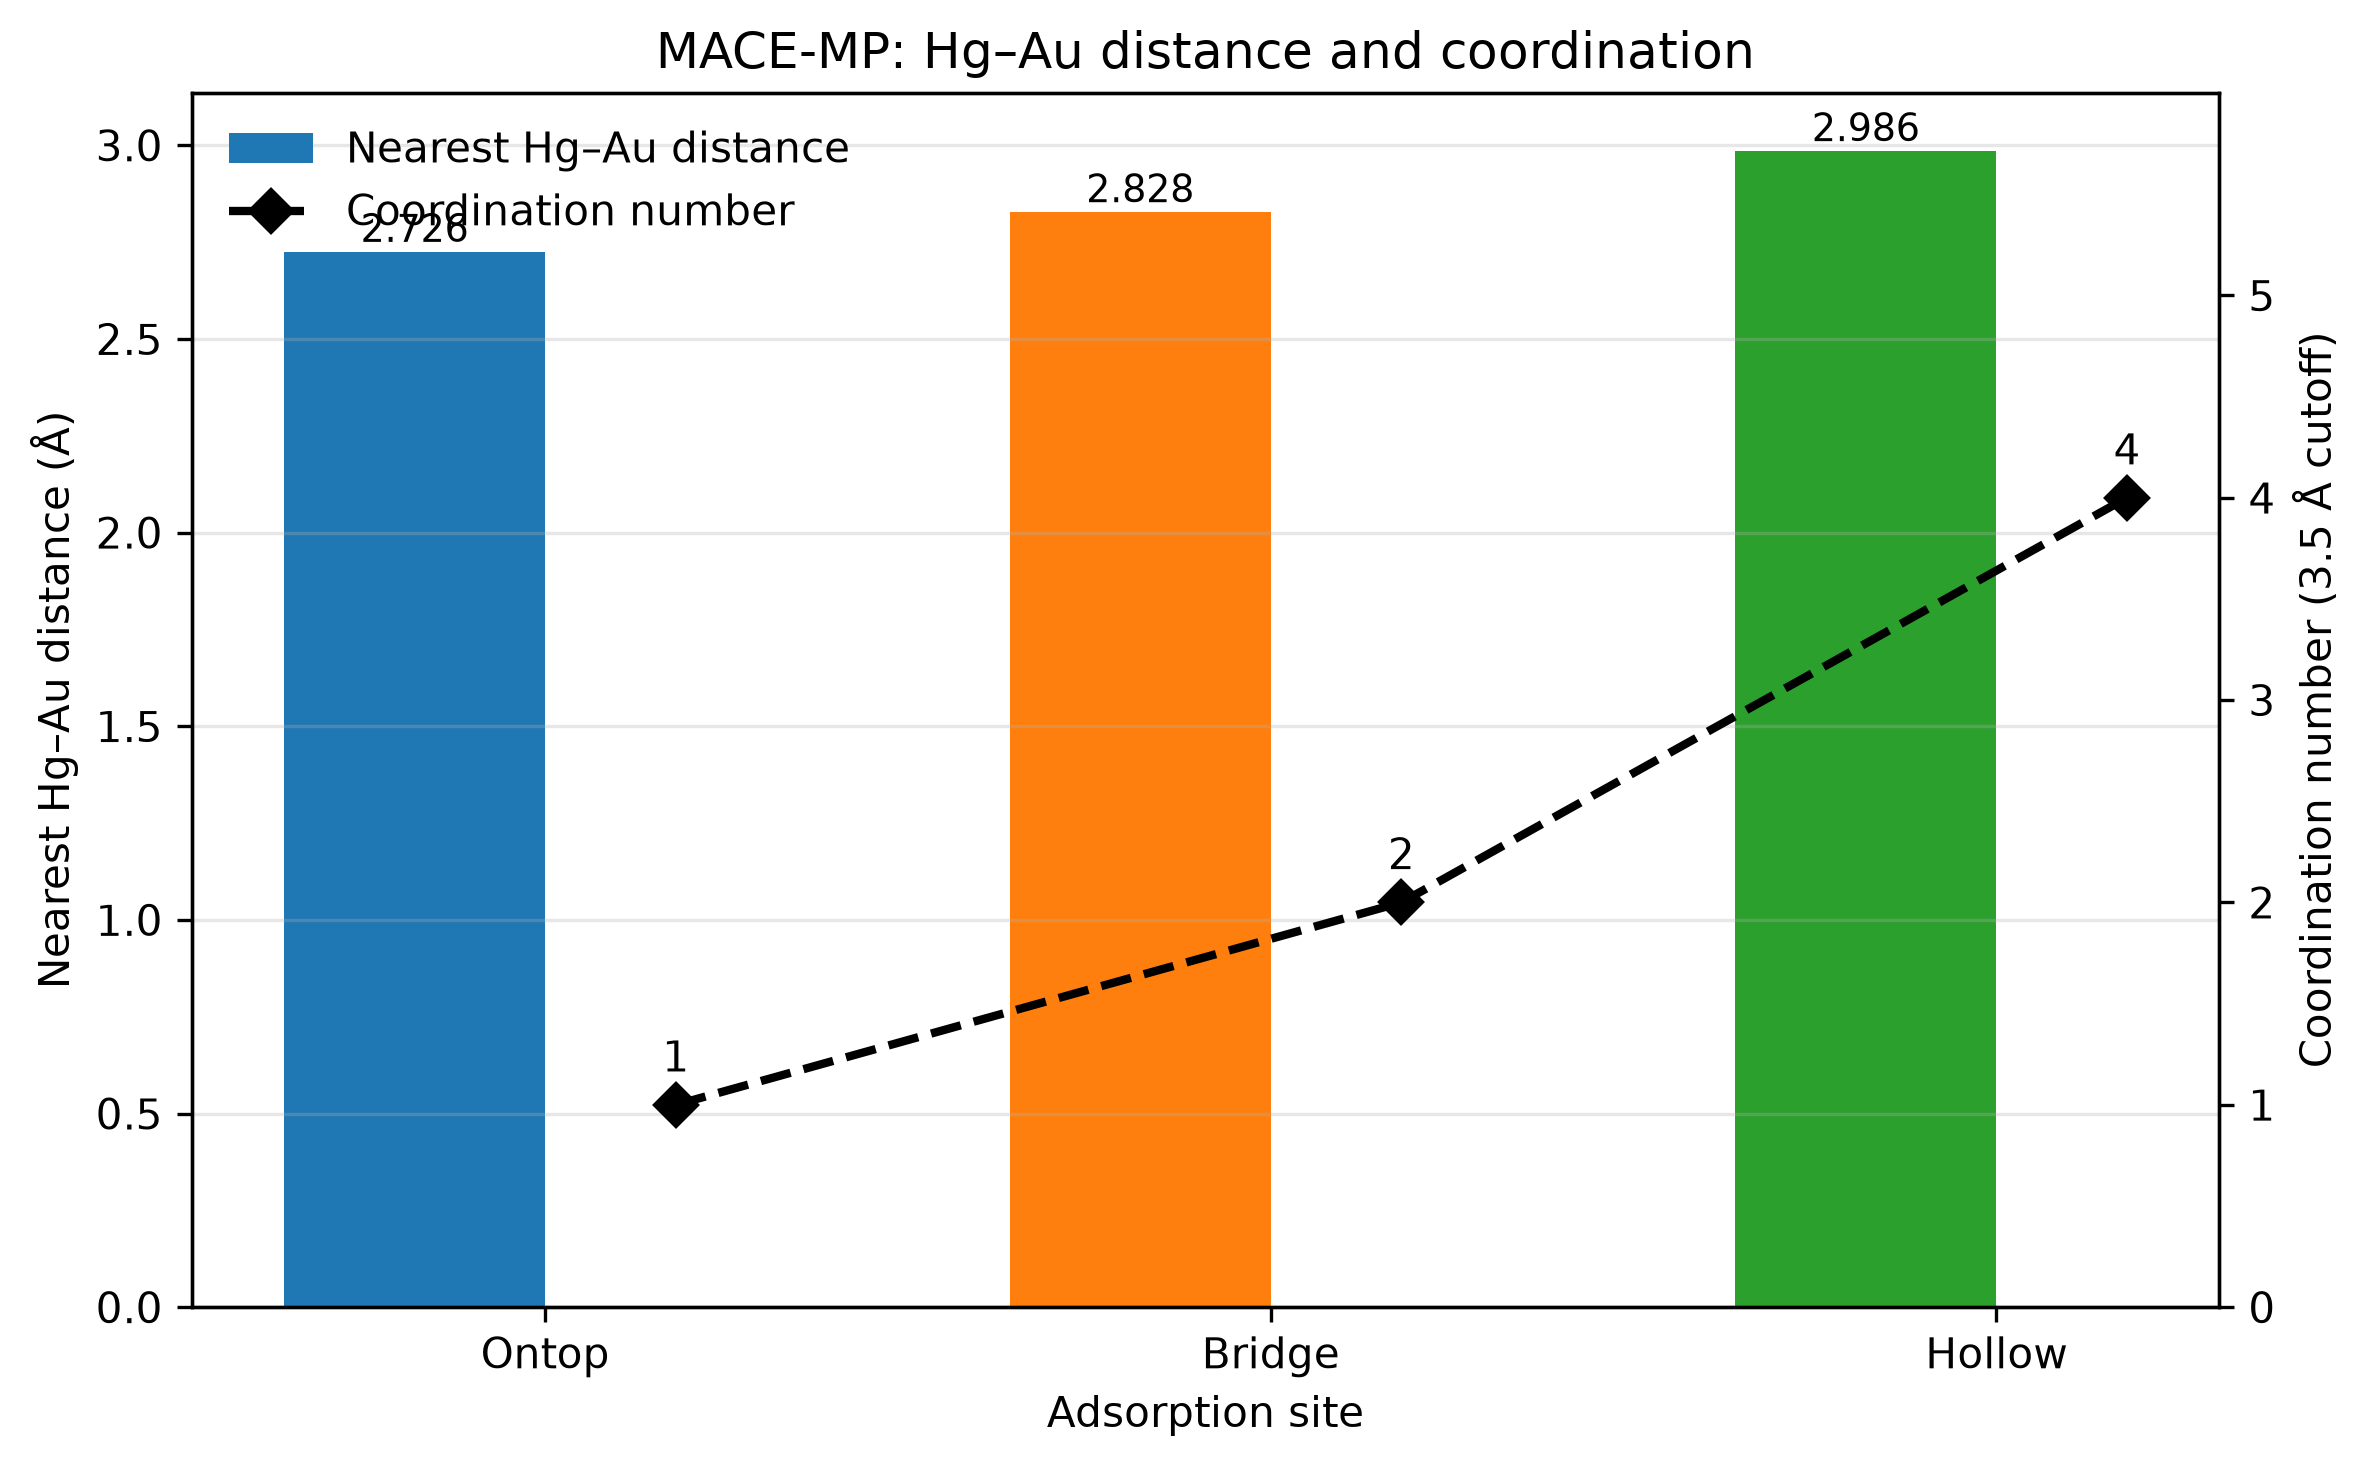 MACE-MP: Hg–Au distance and coordination
Nearest Hg–Au distance
Coordination number
2.726
2.828
2.986
3.0
2.5
2.0
1.5
1.0
0.5
0.0
Nearest Hg–Au distance (Å)
1
2
4
5
4
3
2
1
0
Coordination number (3.5 Å cutoff)
Ontop
Bridge
Hollow
Adsorption site